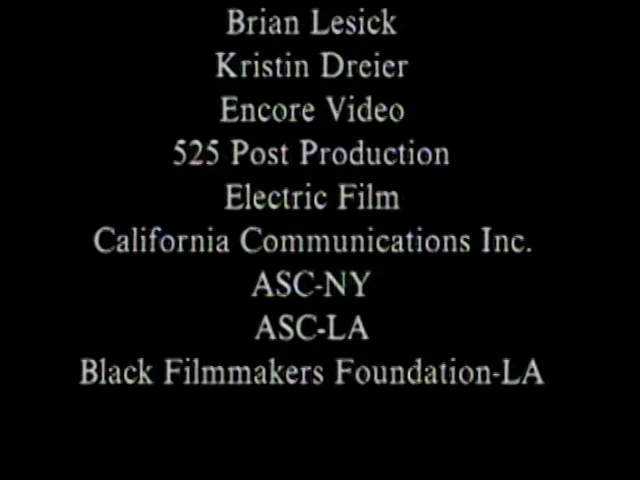 Brian Lesick
Kristin Dreier
Encore Video
525 Post Production
Electric Film
California Communications Inc.
ASC-NY
ASC-LA
Black Filmmakers Foundation-LA